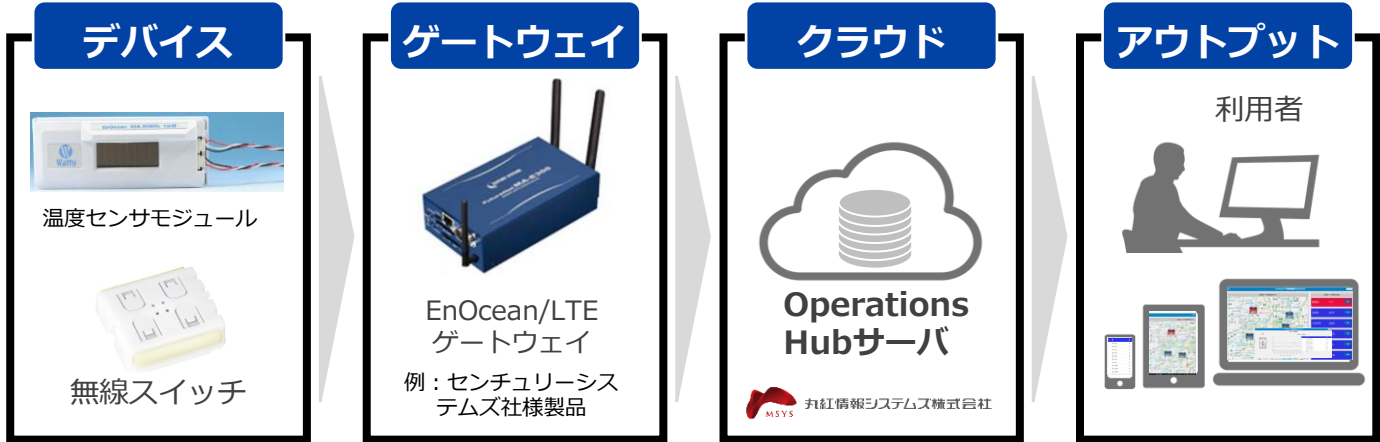 デバイス
Watty
温度センサモジュール
無線スイッチ
ゲートウェイ
EnOcean/LTE
ゲートウェイ
例：センチュリーシス
テムズ社様製品
クラウド
Operations
Hubサーバ
MSYS
丸紅情報システムズ株式会社
アウトプット
利用者